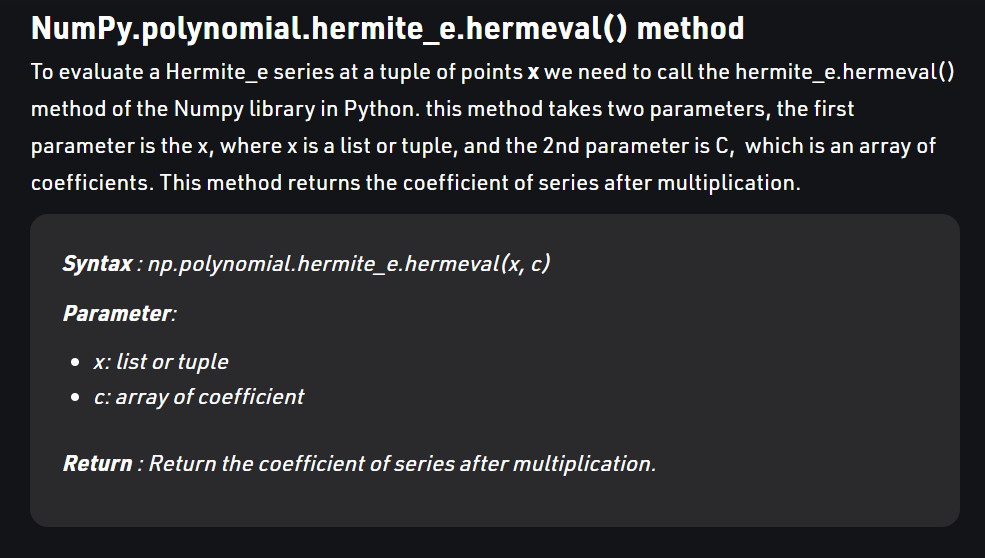 NumPy.polynomial.hermite_e.hermeval() method
To evaluate a Hermite_e series at a tuple of points x we need to call the hermite_e.hermeval()
method of the Numpy library in Python. this method takes two parameters, the first
parameter is the x, where x is a list or tuple, and the 2nd parameter is C,  which is an array of
coefficients. This method returns the coefficient of series after multiplication.
Syntax : np.polynomial.hermite_e.hermeval(x, c)
Parameter:
• x: list or tuple
• c: array of coefficient
Return : Return the coefficient of series after multiplication.